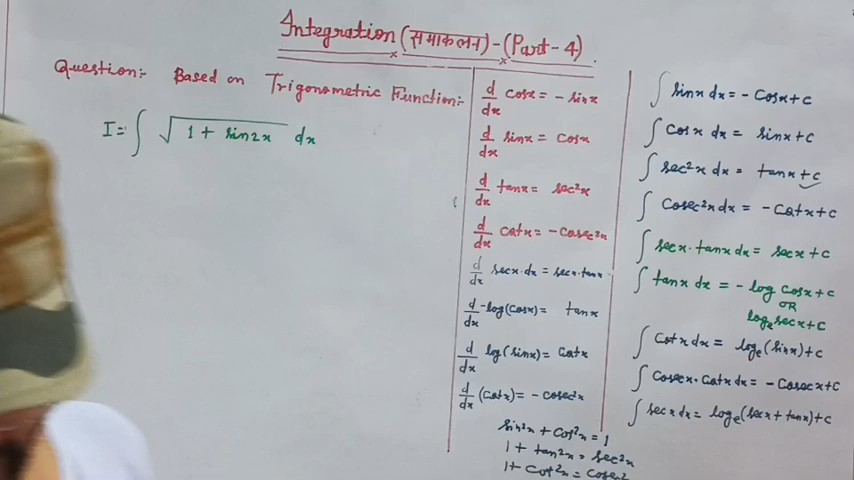 Integration (समाकलन) - (Part - 4).
Question:- Based on Trigonometric Function:-
I = ∫ √(1 + sin2x) dx
d/dx cosx = - sinx
d/dx sinx = cosx
d/dx tanx = sec²x
d/dx cotx = - cosec²x
d/dx secx.dx = secx.tanx
d/dx -log(cosx) = tanx
d/dx log(sinx) = cotx
d/dx (cotx) = - cosec²x
sin²x + cos²x = 1
1 + tan²x = sec²x
1 + cot²x = cosec²
∫ sinx dx = - cosx + c
∫ cosx dx = sinx + c
∫ sec²x dx = tanx + c
∫ cosec²x dx = - cotx + c
∫ secx. tanx dx = secx + c
∫ tanx dx = - log cosx + c
OR
logₑ secx + c
∫ cotx dx = logₑ(sinx) + c
∫ cosecx. cotx dx = - cosecx + c
∫ secx dx = logₑ(secx + tanx) + c